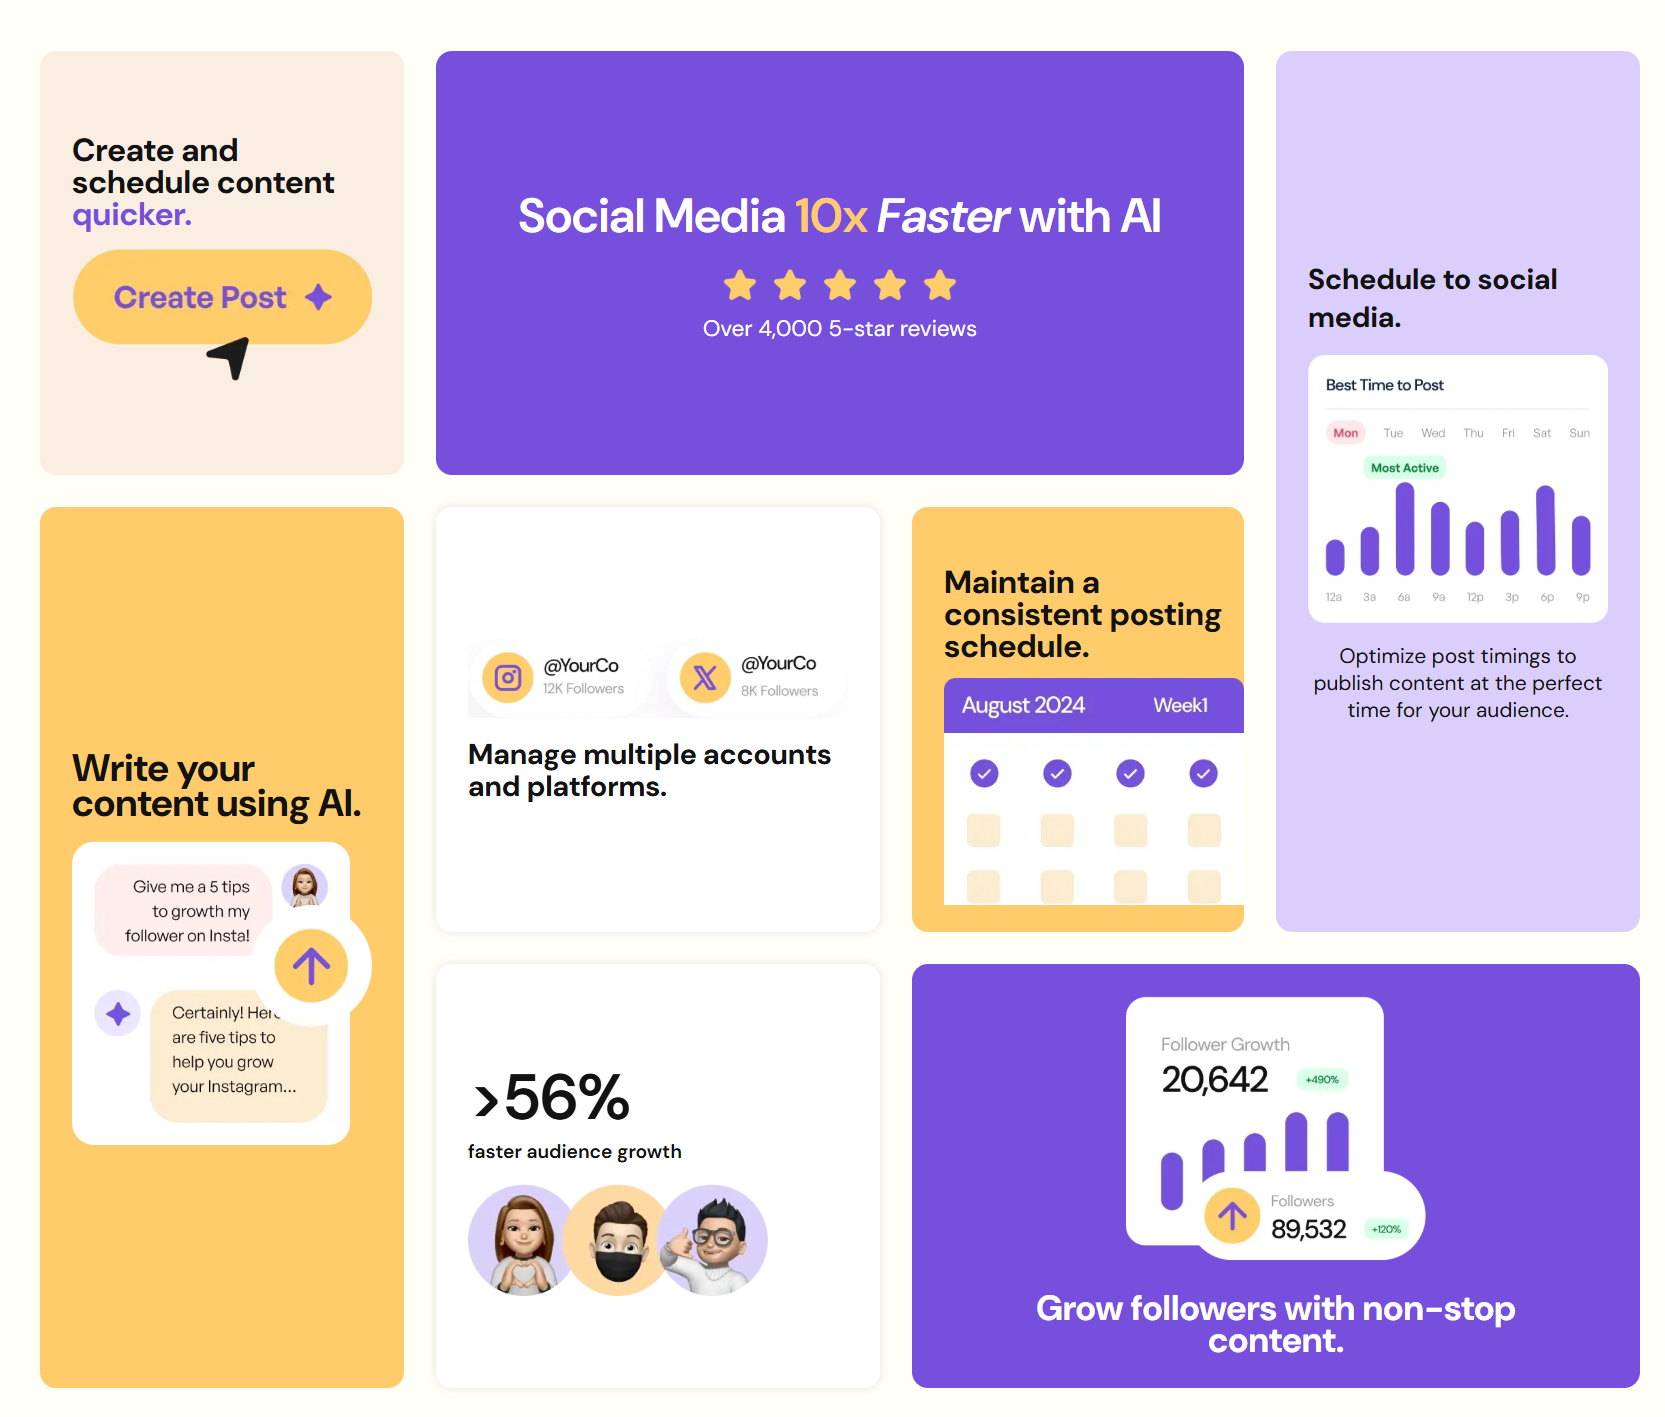 Create and
schedule content
quicker.
Create Post
Social Media 10x Faster with AI
Over 4,000 5-star reviews
Schedule to social
media.
Best Time to Post
Mon Tue Wed Thu Fri Sat Sun
Most Active
12a 3a 6a 9a 12p 3p 6p 9p
Optimize post timings to
publish content at the perfect
time for your audience.
Write your
content using AI.
Give me a 5 tips
to growth my
follower on Insta!
Certainly! Here
are five tips to
help you grow
your Instagram...
@YourCo
12K Followers
@YourCo
8K Followers
Manage multiple accounts
and platforms.
Maintain a
consistent posting
schedule.
August 2024 Week1
>56%
faster audience growth
Follower Growth
20,642 +490%
Followers
89,532 +120%
Grow followers with non-stop
content.